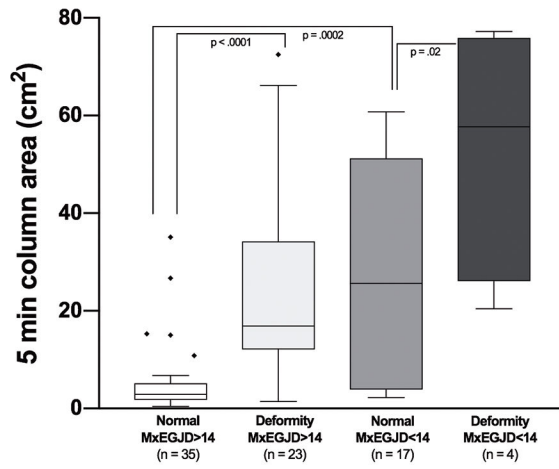 5 min column area (cm²)
80
60
40
20
0
p < .0001
p = .0002
p = .02
Normal
MxEGJD>14
(n = 35)
Deformity
MxEGJD>14
(n = 23)
Normal
MxEGJD<14
(n = 17)
Deformity
MxEGJD<14
(n = 4)